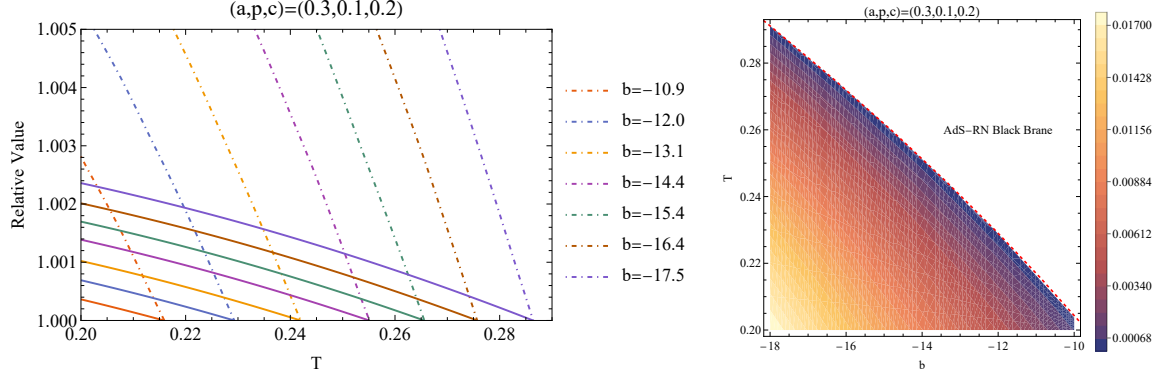 (a,p,c)=(0.3,0.1,0.2)
1.005
1.004
1.003
1.002
1.001
1.000
Relative Value
0.20
0.22
0.24
0.26
0.28
T
b=−10.9
b=−12.0
b=−13.1
b=−14.4
b=−15.4
b=−16.4
b=−17.5
(a,p,c)=(0.3,0.1,0.2)
0.28
0.26
0.24
0.22
0.20
T
AdS−RN Black Brane
−18
−16
−14
−12
−10
b
0.01700
0.01428
0.01156
0.00884
0.00612
0.00340
0.00068